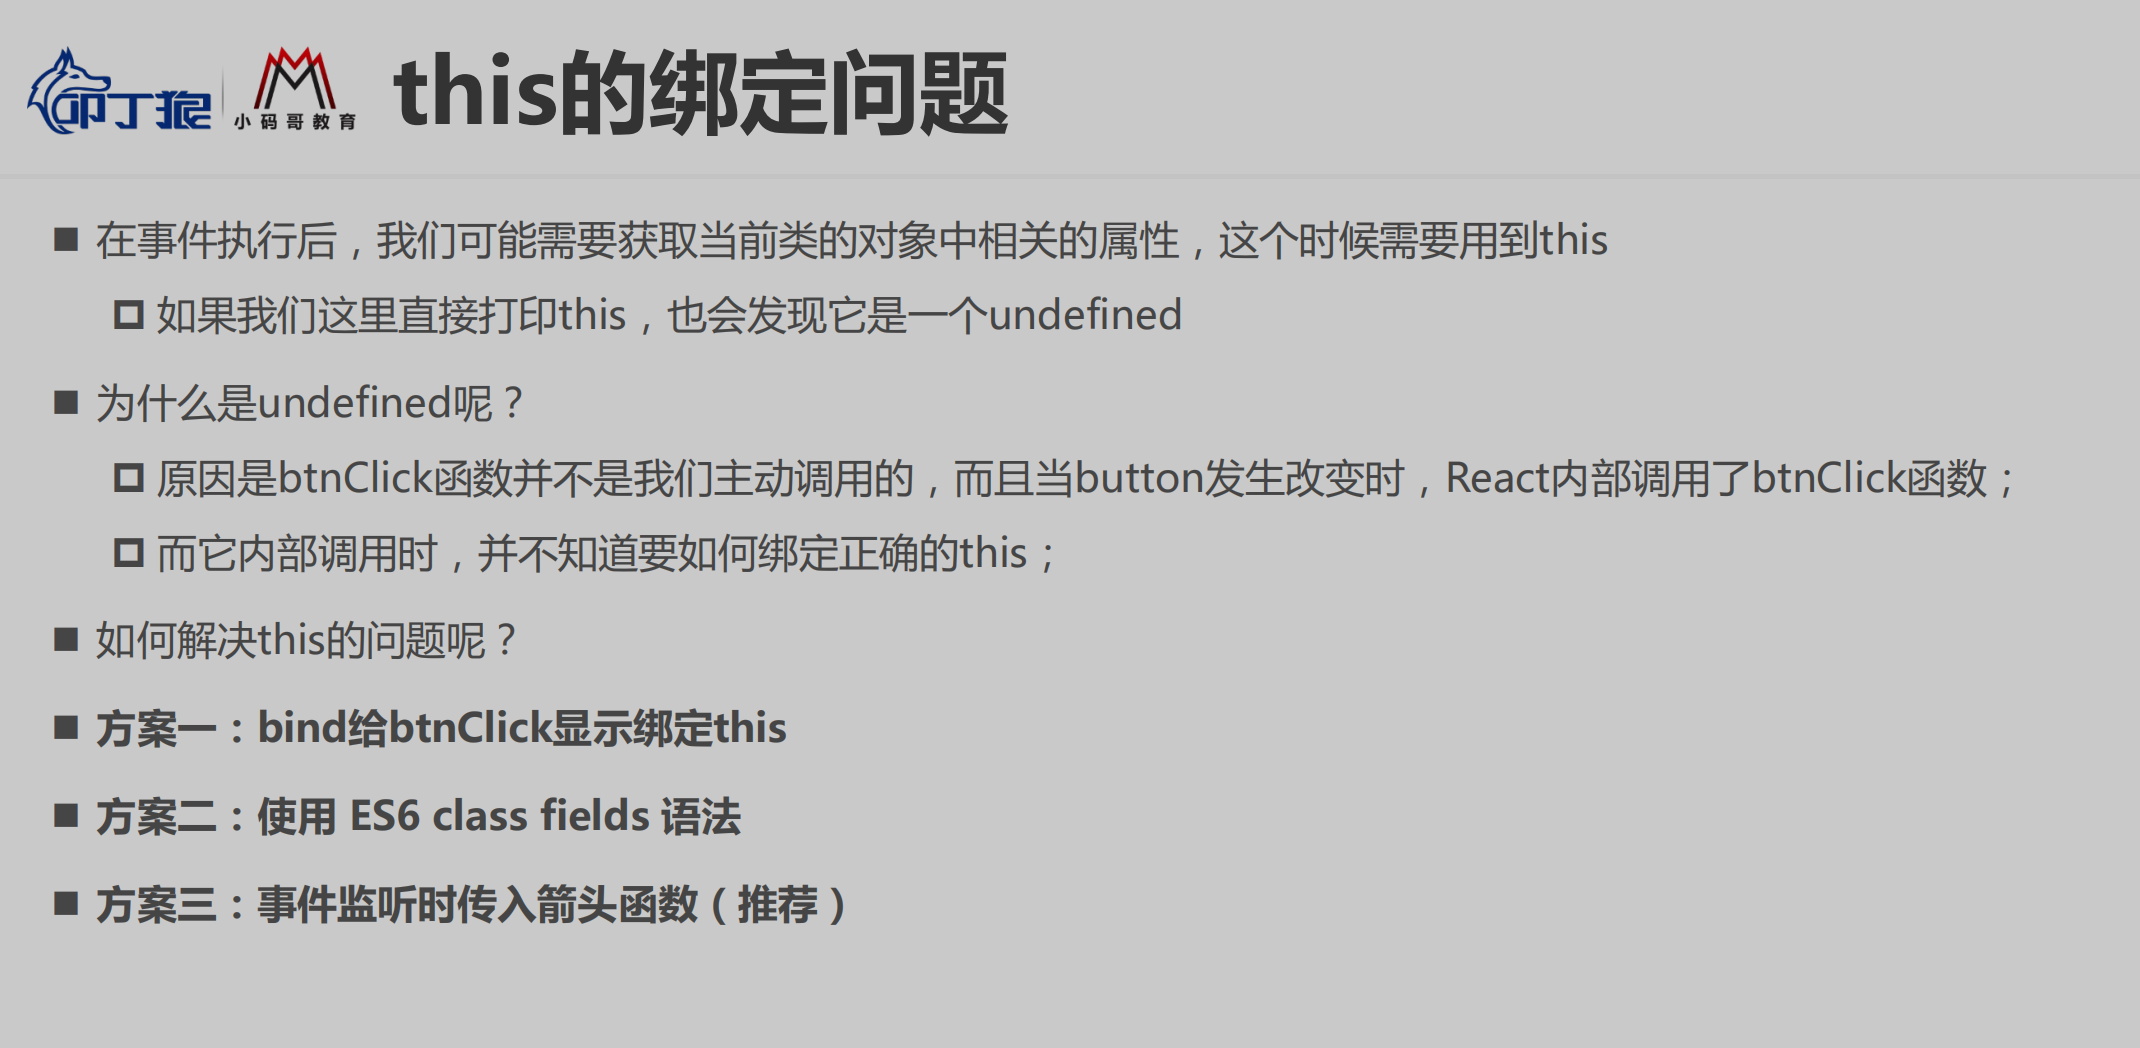 叩丁狼
小码哥教育
this的绑定问题
在事件执行后，我们可能需要获取当前类的对象中相关的属性，这个时候需要用到this
如果我们这里直接打印this，也会发现它是一个undefined
为什么是undefined呢？
原因是btnClick函数并不是我们主动调用的，而且当button发生改变时，React内部调用了btnClick函数；
而它内部调用时，并不知道要如何绑定正确的this；
如何解决this的问题呢？
方案一：bind给btnClick显示绑定this
方案二：使用 ES6 class fields 语法
方案三：事件监听时传入箭头函数（推荐）